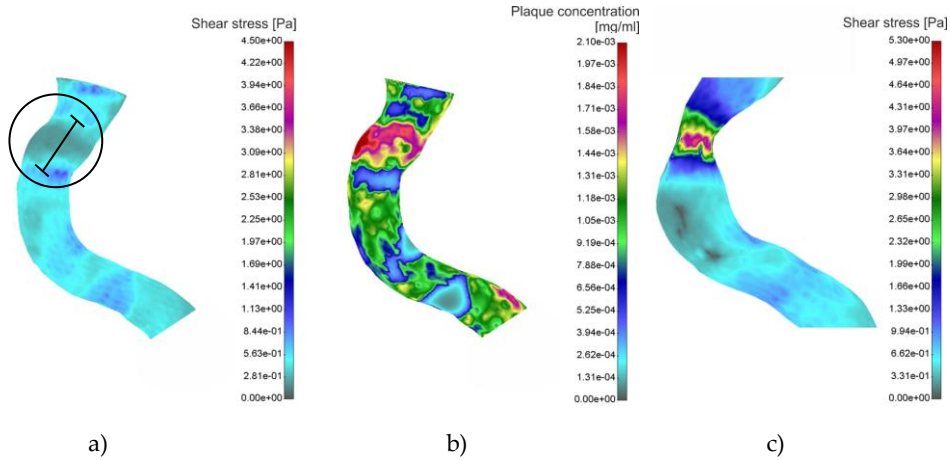 Shear stress [Pa]
4.50e+00
4.22e+00
3.94e+00
3.66e+00
3.38e+00
3.09e+00
2.81e+00
2.53e+00
2.25e+00
1.97e+00
1.69e+00
1.41e+00
1.13e+00
8.44e-01
5.63e-01
2.81e-01
0.00e+00
a)
Plaque concentration
[mg/ml]
2.10e-03
1.97e-03
1.84e-03
1.71e-03
1.58e-03
1.44e-03
1.31e-03
1.18e-03
1.05e-03
9.19e-04
7.88e-04
6.56e-04
5.25e-04
3.94e-04
2.63e-04
1.31e-04
0.00e+00
b)
Shear stress [Pa]
5.30e+00
4.97e+00
4.64e+00
4.31e+00
3.97e+00
3.64e+00
3.31e+00
2.98e+00
2.65e+00
2.32e+00
1.99e+00
1.66e+00
1.33e+00
9.94e-01
6.62e-01
3.31e-01
0.00e+00
c)